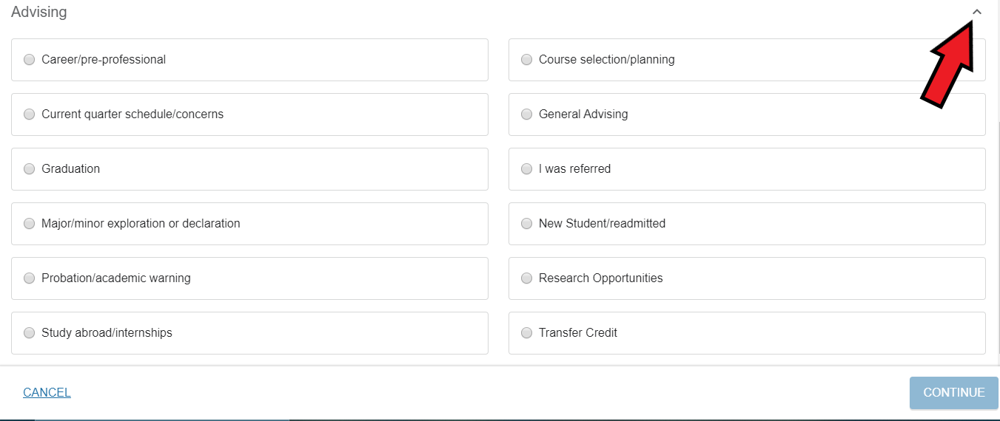 Advising
Career/pre-professional
Course selection/planning
Current quarter schedule/concerns
General Advising
Graduation
I was referred
Major/minor exploration or declaration
New Student/readmitted
Probation/academic warning
Research Opportunities
Study abroad/internships
Transfer Credit
CANCEL
CONTINUE